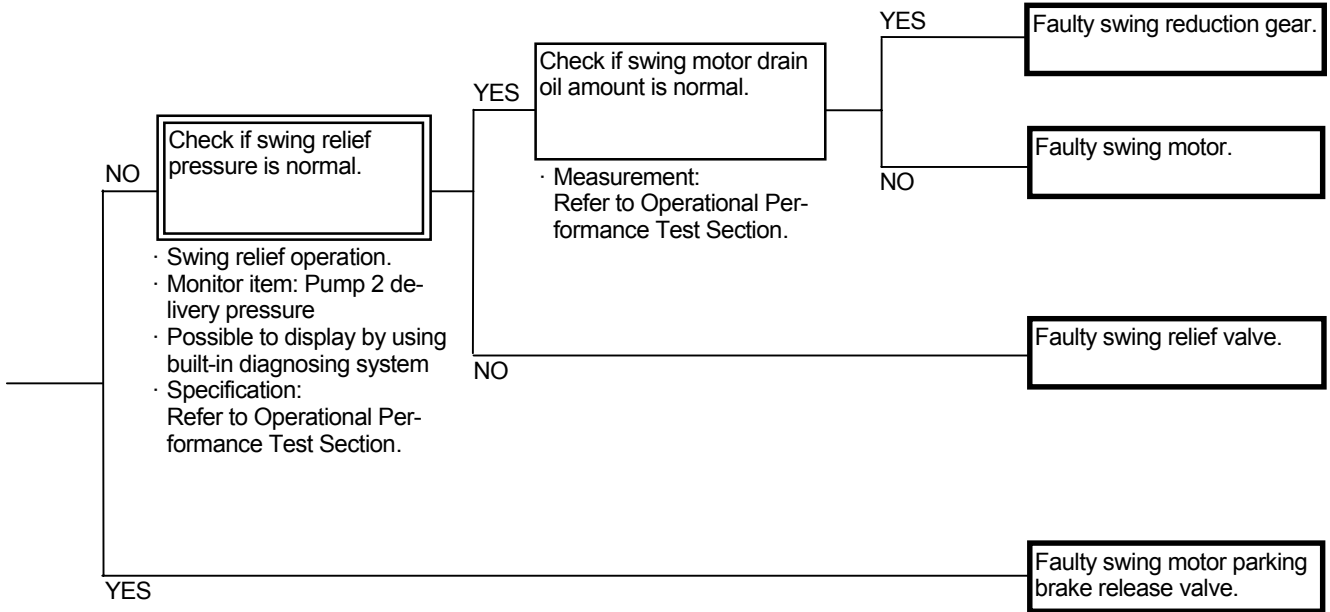 NO
Check if swing relief
pressure is normal.
· Swing relief operation.
· Monitor item: Pump 2 de-
livery pressure
· Possible to display by using
built-in diagnosing system
· Specification:
Refer to Operational Per-
formance Test Section.
YES
Check if swing motor drain
oil amount is normal.
· Measurement:
Refer to Operational Per-
formance Test Section.
YES
Faulty swing reduction gear.
NO
Faulty swing motor.
NO
Faulty swing relief valve.
YES
Faulty swing motor parking
brake release valve.